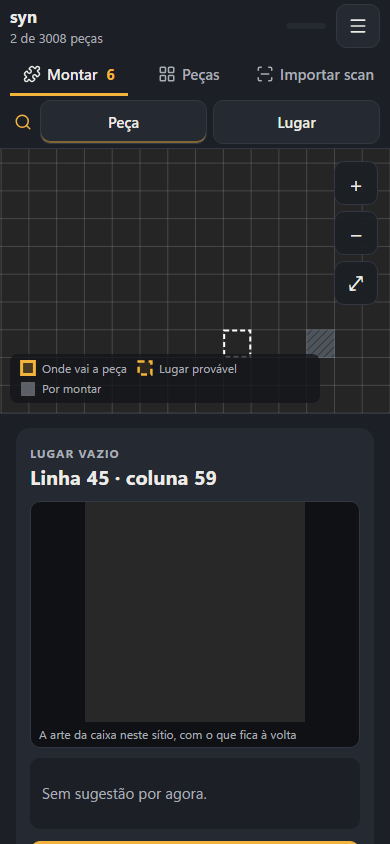 syn
2 de 3008 peças
Montar 6
Peças
Importar scan
Peça
Lugar
+
−
Onde vai a peça
Lugar provável
Por montar
LUGAR VAZIO
Linha 45 · coluna 59
A arte da caixa neste sítio, com o que fica à volta
Sem sugestão por agora.